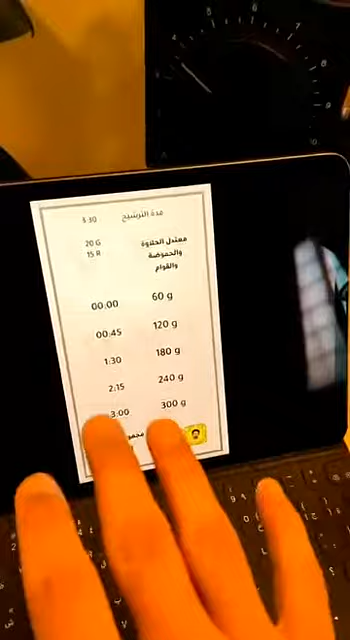 مدة الترشيح 3:30
معتدل الحلاوة 20 G
والحموضة 15 R
والقوام
60 g 00:00
120 g 00:45
180 g 1:30
240 g 2:15
300 g 3:00